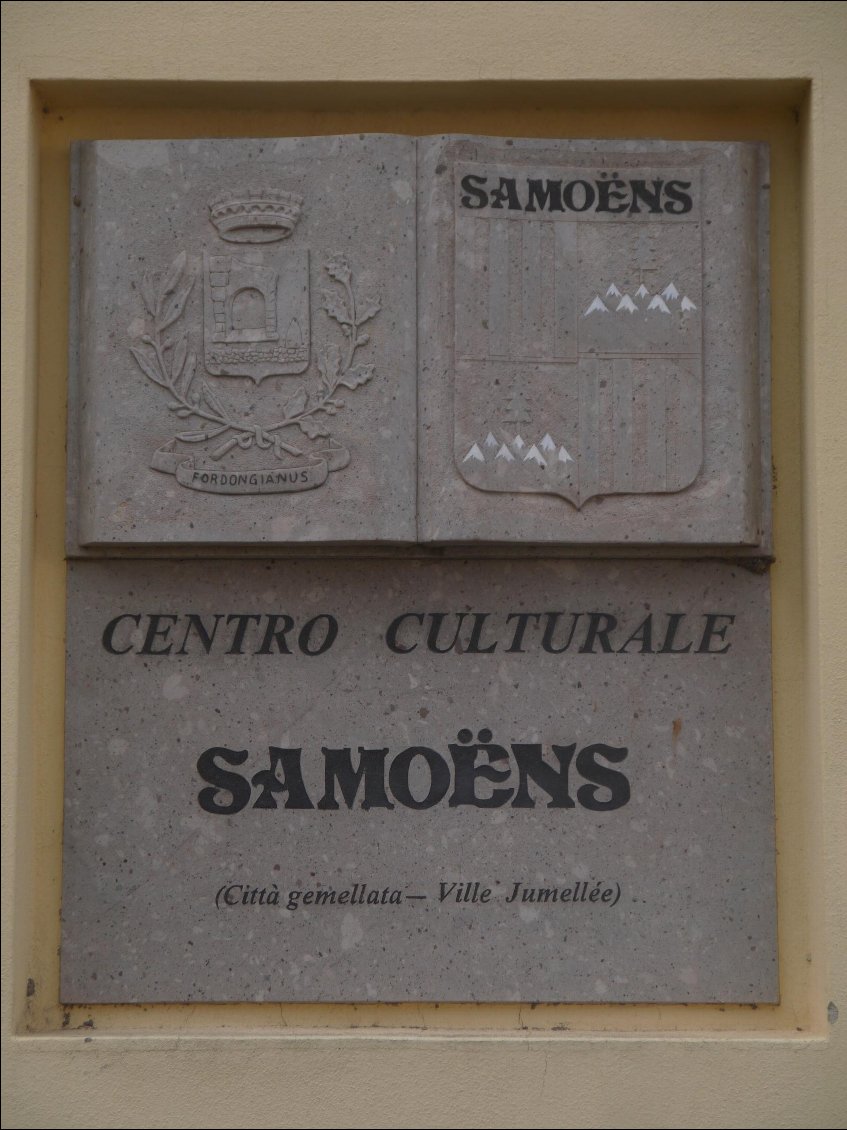 SAMOËNS
FORDONGIANUS
CENTRO CULTURALE
SAMOËNS
(Città gemellata — Ville Jumellée)